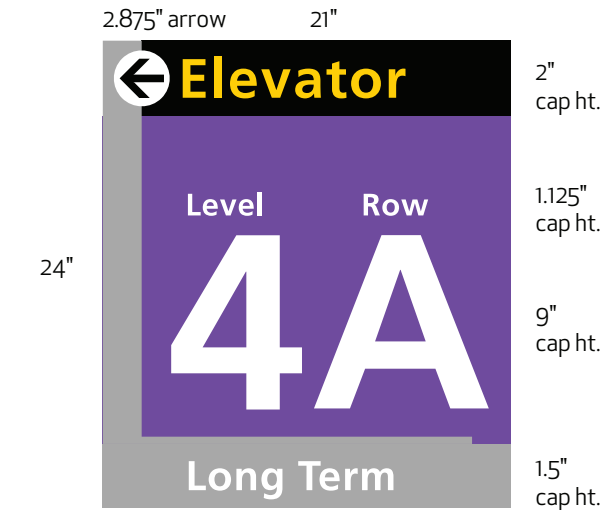 2.875" arrow 21"
Elevator
2"
cap ht.
Level Row
1.125"
cap ht.
24"
4A
9"
cap ht.
Long Term
1.5"
cap ht.